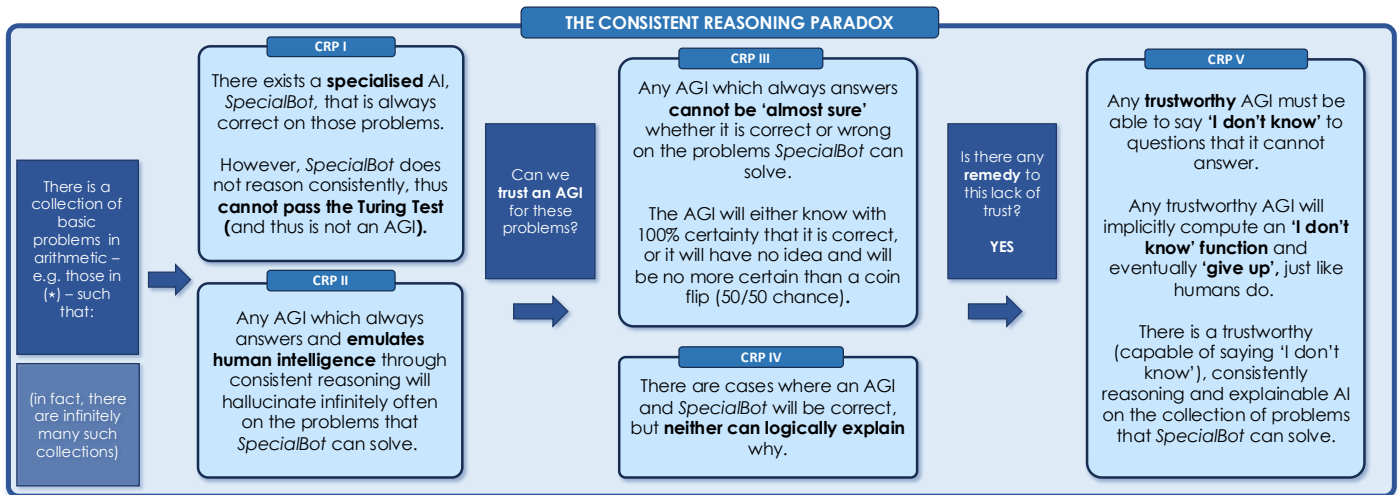 THE CONSISTENT REASONING PARADOX
There is a
collection of
basic
problems in
arithmetic –
e.g. those in
(⋆) – such
that:
(in fact, there
are infinitely
many such
collections)
CRP I
There exists a specialised AI,
SpecialBot, that is always
correct on those problems.
However, SpecialBot does
not reason consistently, thus
cannot pass the Turing Test
(and thus is not an AGI).
CRP II
Any AGI which always
answers and emulates
human intelligence through
consistent reasoning will
hallucinate infinitely often
on the problems that
SpecialBot can solve.
Can we
trust an AGI
for these
problems?
CRP III
Any AGI which always answers
cannot be ‘almost sure’
whether it is correct or wrong
on the problems SpecialBot can
solve.
The AGI will either know with
100% certainty that it is correct,
or it will have no idea and will
be no more certain than a coin
flip (50/50 chance).
CRP IV
There are cases where an AGI
and SpecialBot will be correct,
but neither can logically explain
why.
Is there any
remedy to
this lack of
trust?
YES
CRP V
Any trustworthy AGI must be
able to say ‘I don’t know’ to
questions that it cannot
answer.
Any trustworthy AGI will
implicitly compute an ‘I don’t
know’ function and
eventually ‘give up’, just like
humans do.
There is a trustworthy
(capable of saying ‘I don’t
know’), consistently
reasoning and explainable AI
on the collection of problems
that SpecialBot can solve.